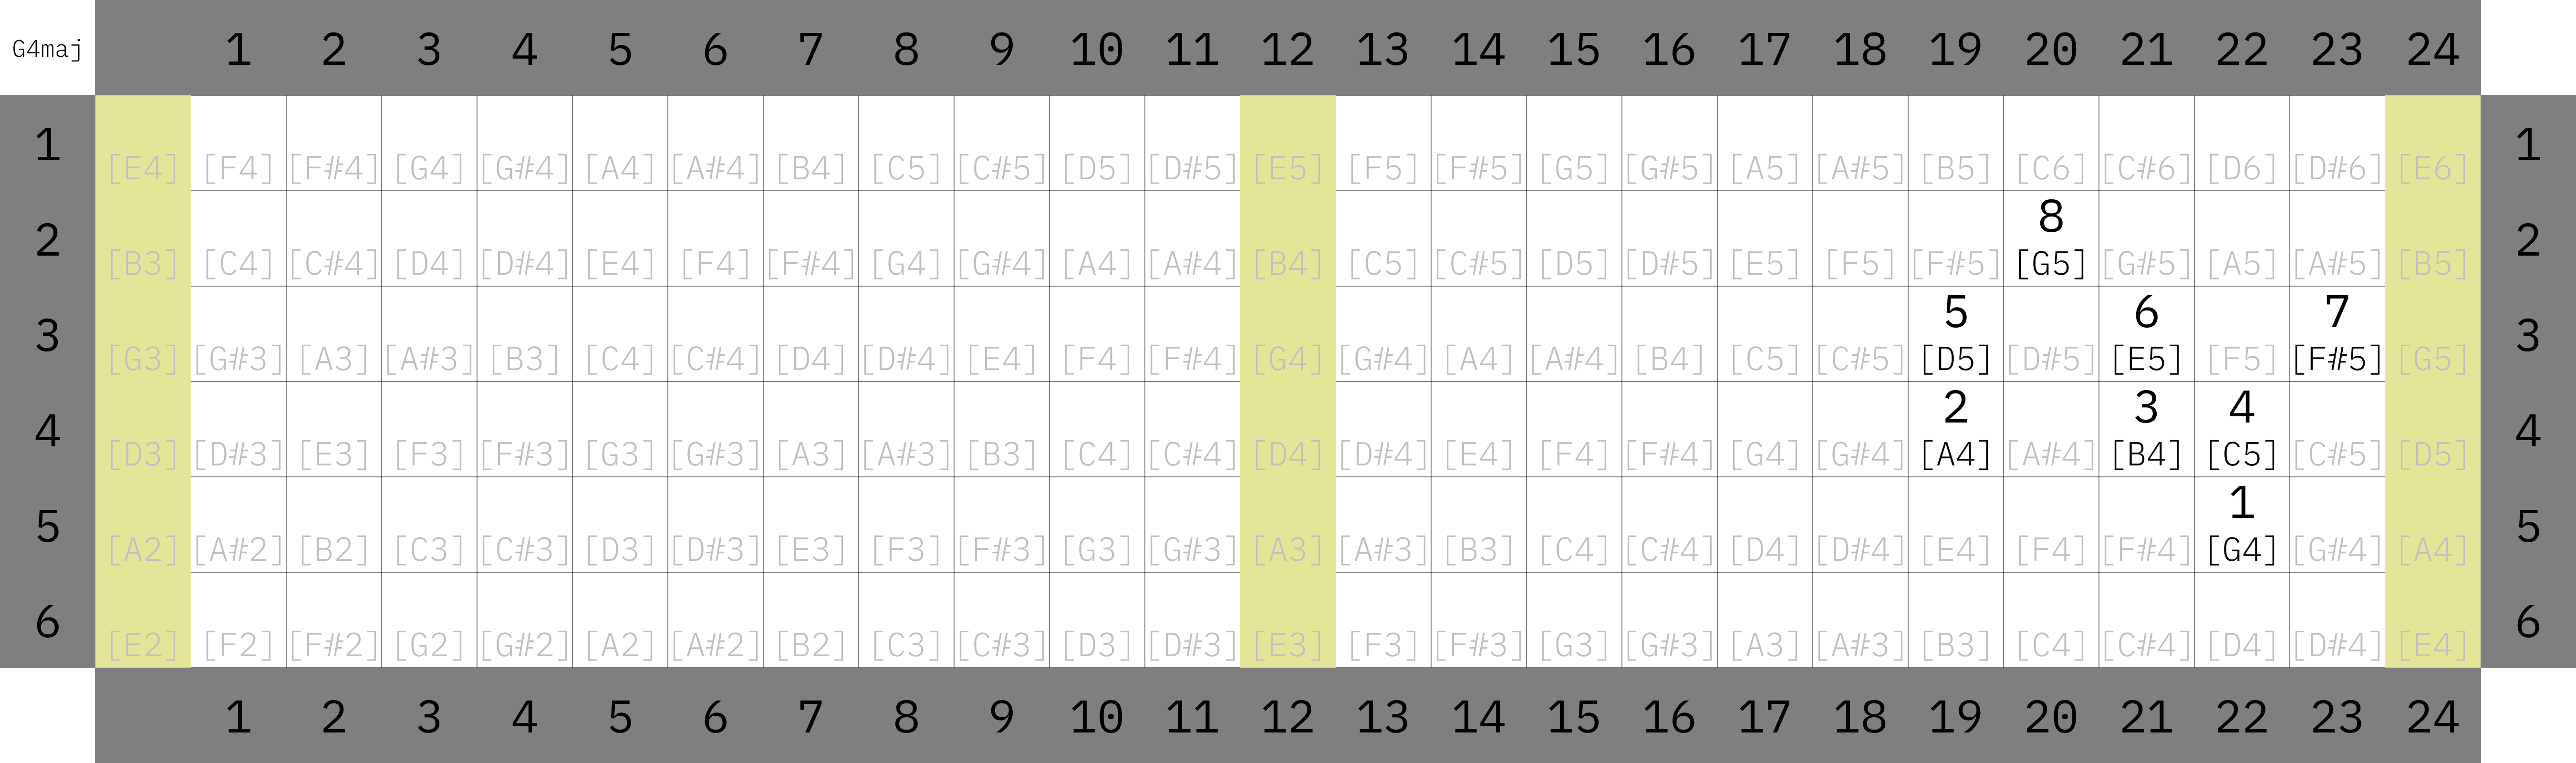 G4maj 1 2 3 4 5 6 7 8 9 10 11 12 13 14 15 16 17 18 19 20 21 22 23 24
1 [E4] [F4] [F#4] [G4] [G#4] [A4] [A#4] [B4] [C5] [C#5] [D5] [D#5] [E5] [F5] [F#5] [G5] [G#5] [A5] [A#5] [B5] [C6] [C#6] [D6] [D#6] [E6] 1
8
2 [B3] [C4] [C#4] [D4] [D#4] [E4] [F4] [F#4] [G4] [G#4] [A4] [A#4] [B4] [C5] [C#5] [D5] [D#5] [E5] [F5] [F#5] [G5] [G#5] [A5] [A#5] [B5] 2
5 6 7
3 [G3] [G#3] [A3] [A#3] [B3] [C4] [C#4] [D4] [D#4] [E4] [F4] [F#4] [G4] [G#4] [A4] [A#4] [B4] [C5] [C#5] [D5] [D#5] [E5] [F5] [F#5] [G5] 3
2 3 4
4 [D3] [D#3] [E3] [F3] [F#3] [G3] [G#3] [A3] [A#3] [B3] [C4] [C#4] [D4] [D#4] [E4] [F4] [F#4] [G4] [G#4] [A4] [A#4] [B4] [C5] [C#5] [D5] 4
1
5 [A2] [A#2] [B2] [C3] [C#3] [D3] [D#3] [E3] [F3] [F#3] [G3] [G#3] [A3] [A#3] [B3] [C4] [C#4] [D4] [D#4] [E4] [F4] [F#4] [G4] [G#4] [A4] 5
6 [E2] [F2] [F#2] [G2] [G#2] [A2] [A#2] [B2] [C3] [C#3] [D3] [D#3] [E3] [F3] [F#3] [G3] [G#3] [A3] [A#3] [B3] [C4] [C#4] [D4] [D#4] [E4] 6
1 2 3 4 5 6 7 8 9 10 11 12 13 14 15 16 17 18 19 20 21 22 23 24